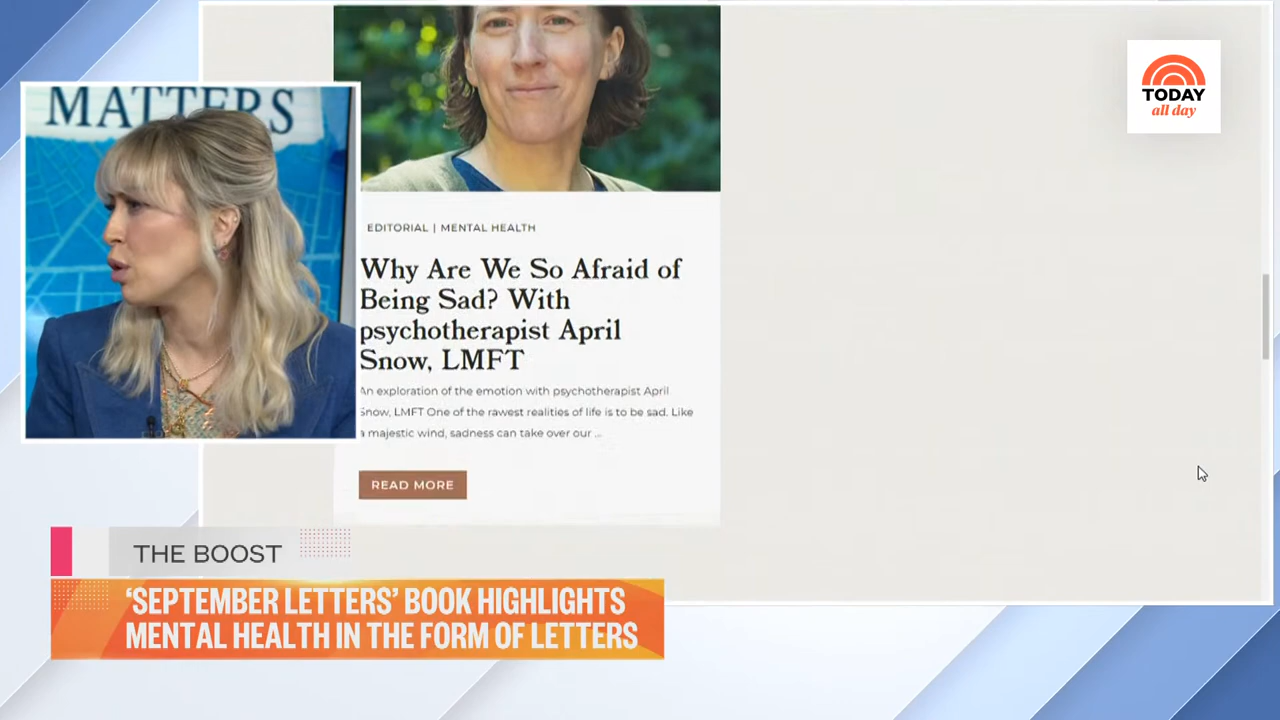 MATTERS
TODAY
all day
EDITORIAL | MENTAL HEALTH
Why Are We So Afraid of
Being Sad? With
psychotherapist April
Snow, LMFT
An exploration of the emotion with psychotherapist April
Snow, LMFT One of the rawest realities of life is to be sad. Like
a majestic wind, sadness can take over our ...
READ MORE
THE BOOST
‘SEPTEMBER LETTERS’ BOOK HIGHLIGHTS
MENTAL HEALTH IN THE FORM OF LETTERS